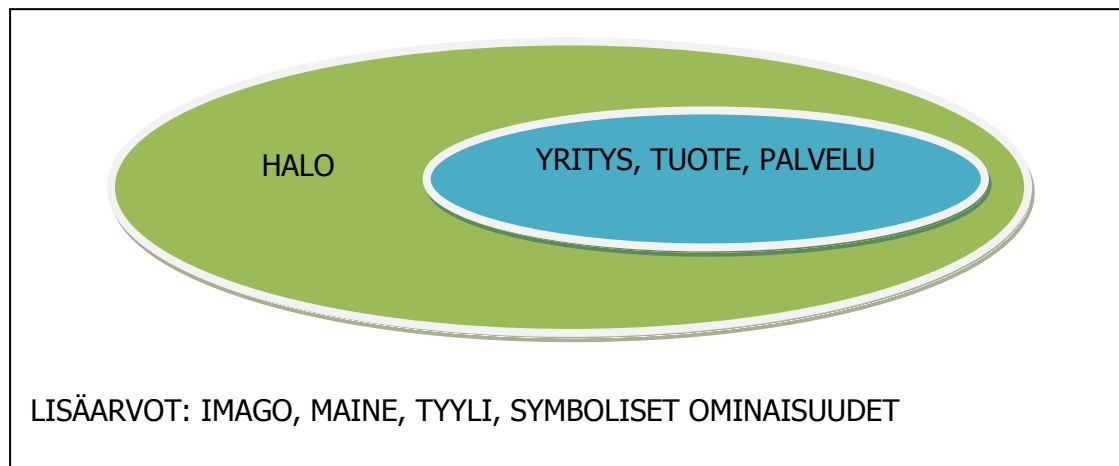 HALO
YRITYS, TUOTE, PALVELU
LISÄARVOT: IMAGO, MAINE, TYYLI, SYMBOLISET OMINAISUUDET